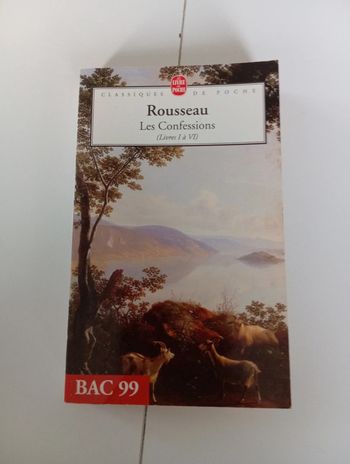 LE LIVRE
DE
POCHE
CLASSIQUES DE POCHE
Rousseau
Les Confessions
(Livres I à VI)
BAC 99